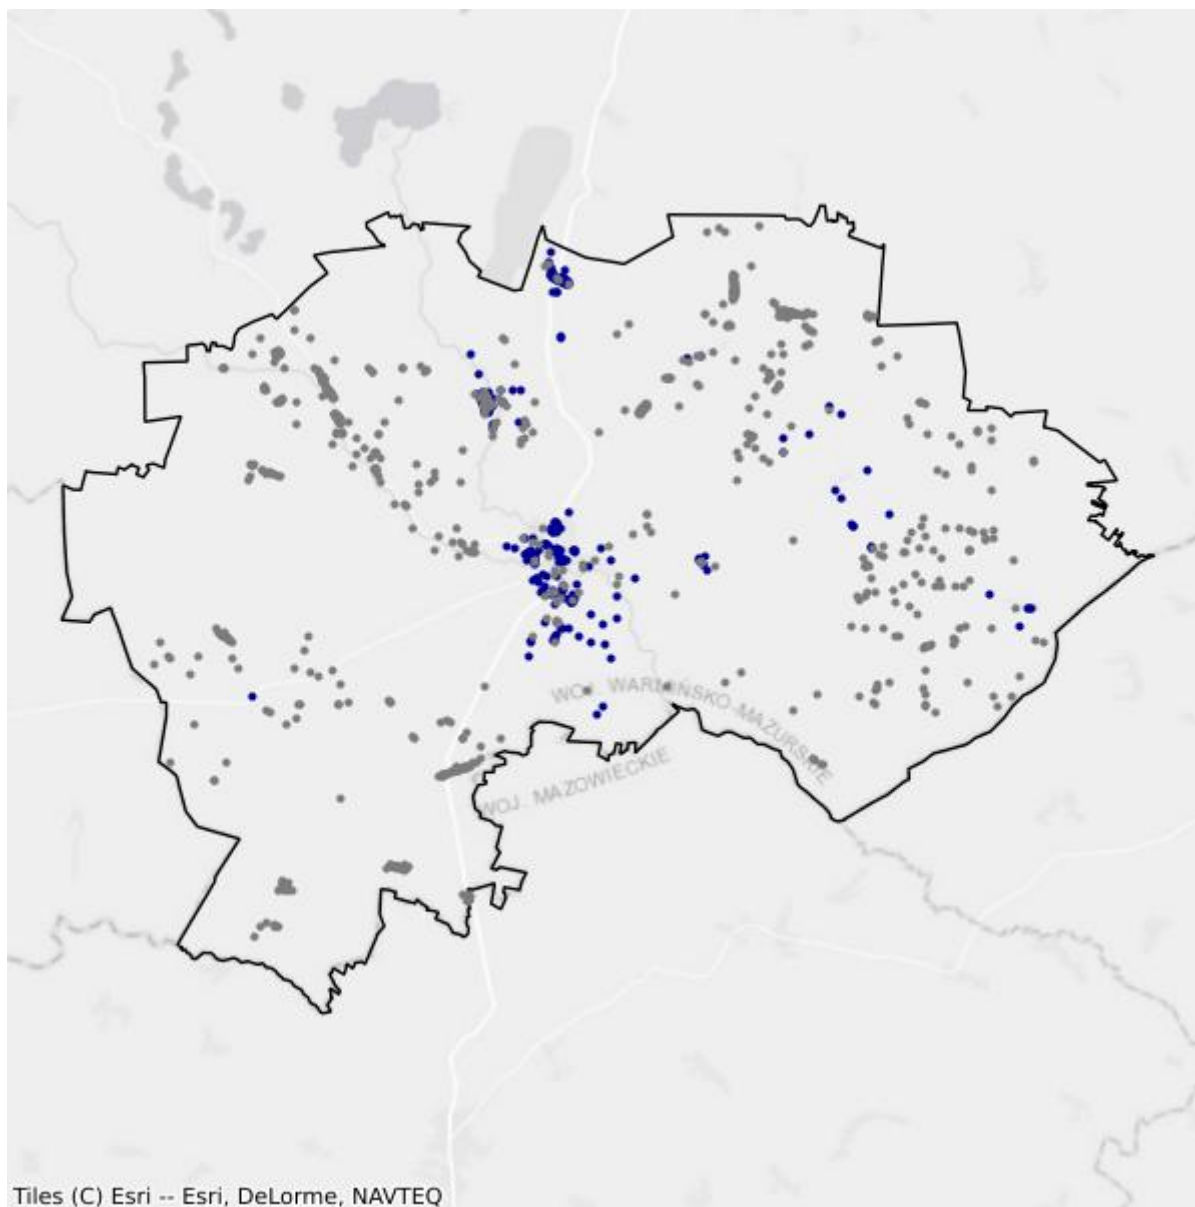 WOJ. WARMIŃSKO-MAZURSKIE
WOJ. MAZOWIECKIE
Tiles (C) Esri -- Esri, DeLorme, NAVTEQ